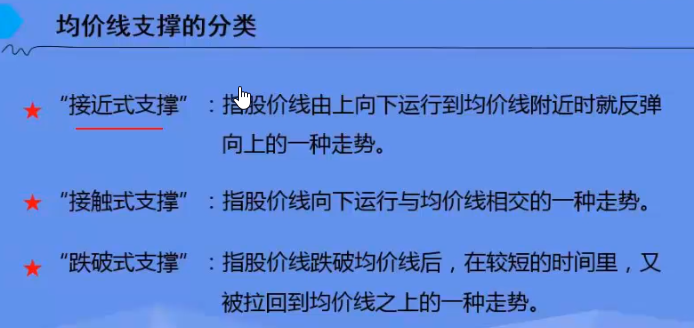 均价线支撑的分类
“接近式支撑” ：指股价线由上向下运行到均价线附近时就反弹
向上的一种走势。
“接触式支撑” ：指股价线向下运行与均价线相交的一种走势。
“跌破式支撑” ：指股价线跌破均价线后，在较短的时间里，又
被拉回到均价线之上的一种走势。